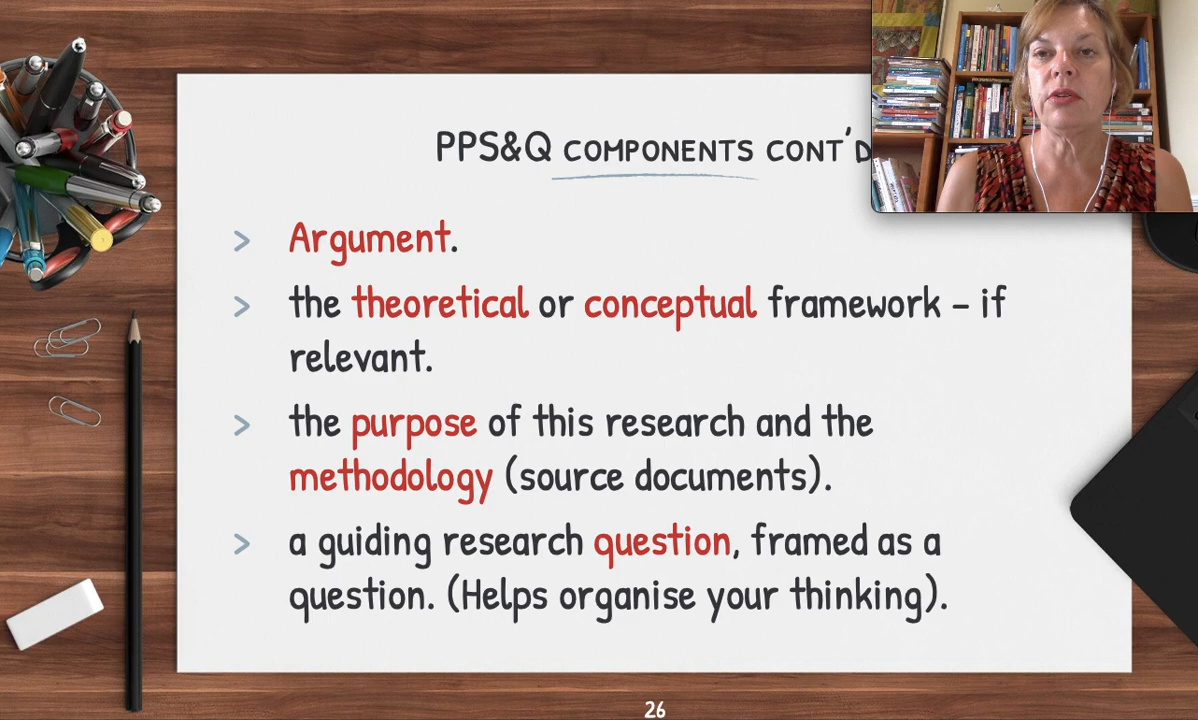 PPS&Q COMPONENTS CONT'D
> Argument.
> the theoretical or conceptual framework – if
relevant.
> the purpose of this research and the
methodology (source documents).
> a guiding research question, framed as a
question. (Helps organise your thinking).
26